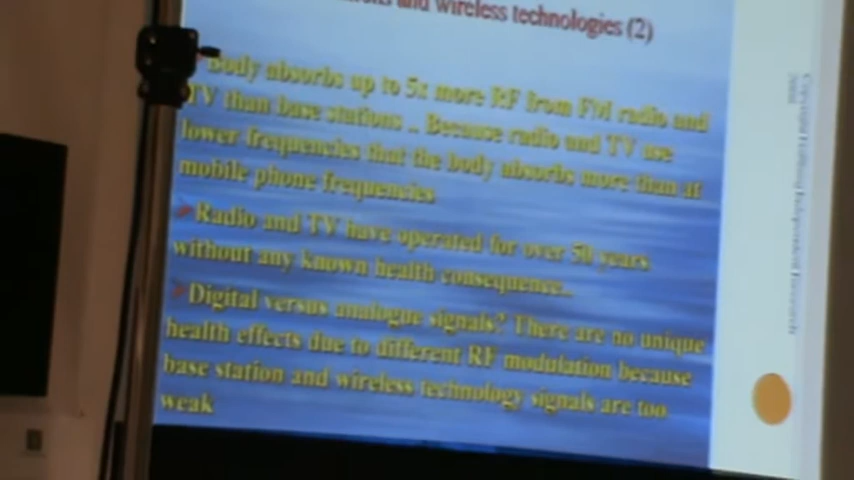 and wireless technologies (2)
Body absorbs up to 5x more RF from FM radio and
TV than base stations .. Because radio and TV use
lower frequencies that the body absorbs more than at
mobile phone frequencies
Radio and TV have operated for over 50 years
without any known health consequence..
Digital versus analogue signals? There are no unique
health effects due to different RF modulation because
base station and wireless technology signals are too
weak